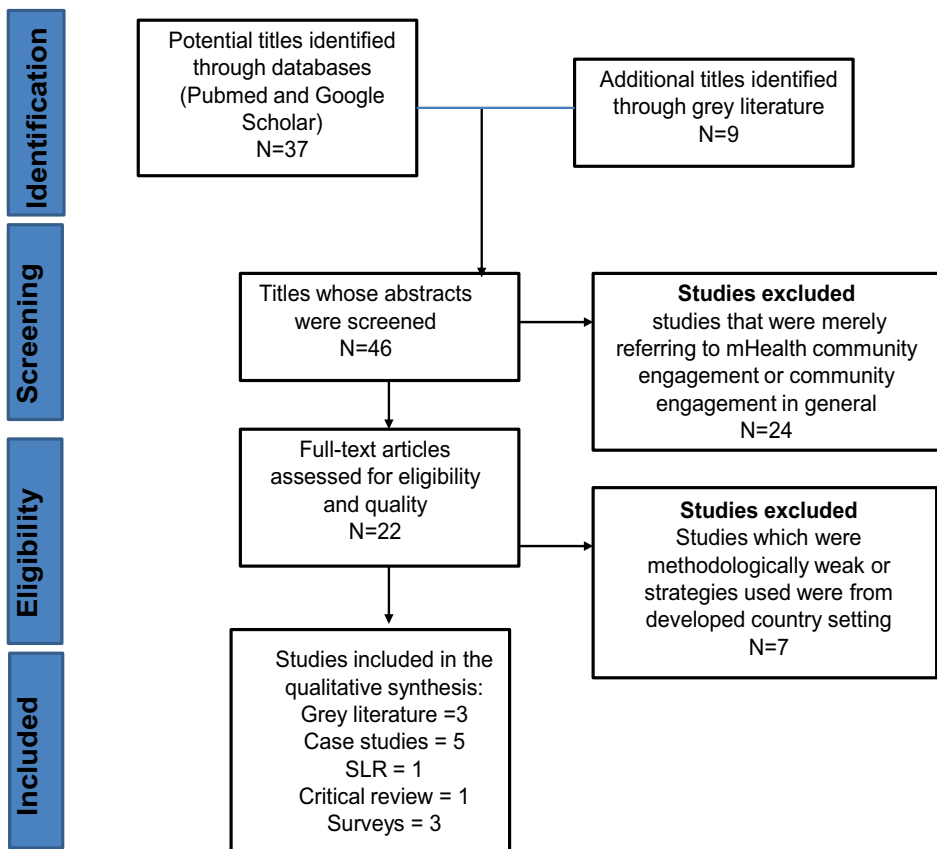 Identification
Potential titles identified
through databases
(Pubmed and Google
Scholar)
N=37
Additional titles identified
through grey literature
N=9
Screening
Titles whose abstracts
were screened
N=46
Studies excluded
studies that were merely
referring to mHealth community
engagement or community
engagement in general
N=24
Eligibility
Full-text articles
assessed for eligibility
and quality
N=22
Studies excluded
Studies which were
methodologically weak or
strategies used were from
developed country setting
N=7
Included
Studies included in the
qualitative synthesis:
Grey literature =3
Case studies = 5
SLR = 1
Critical review = 1
Surveys = 3